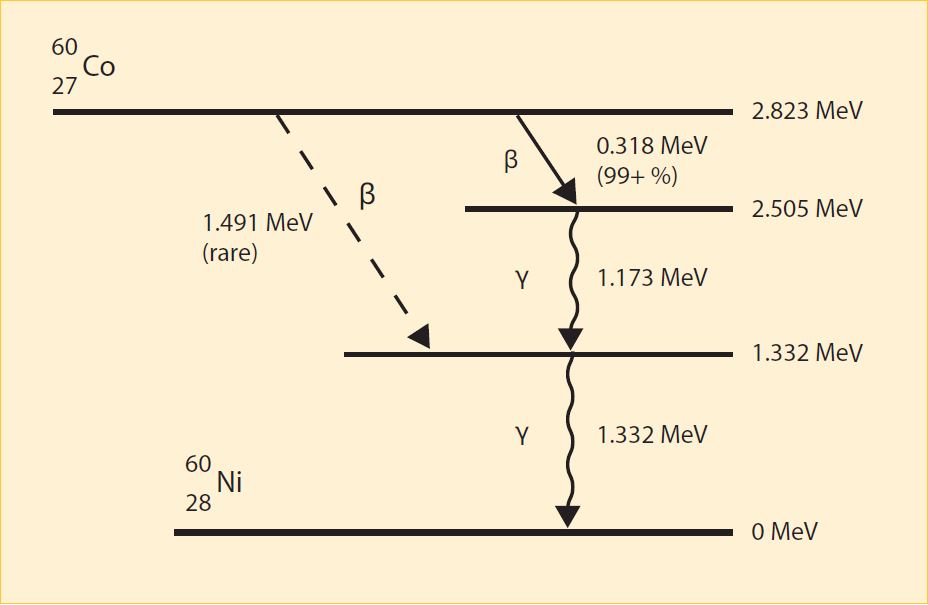 60
27 Co
2.823 MeV
β
0.318 MeV
(99+ %)
β
1.491 MeV
(rare)
2.505 MeV
γ
1.173 MeV
1.332 MeV
γ
1.332 MeV
60
28 Ni
0 MeV